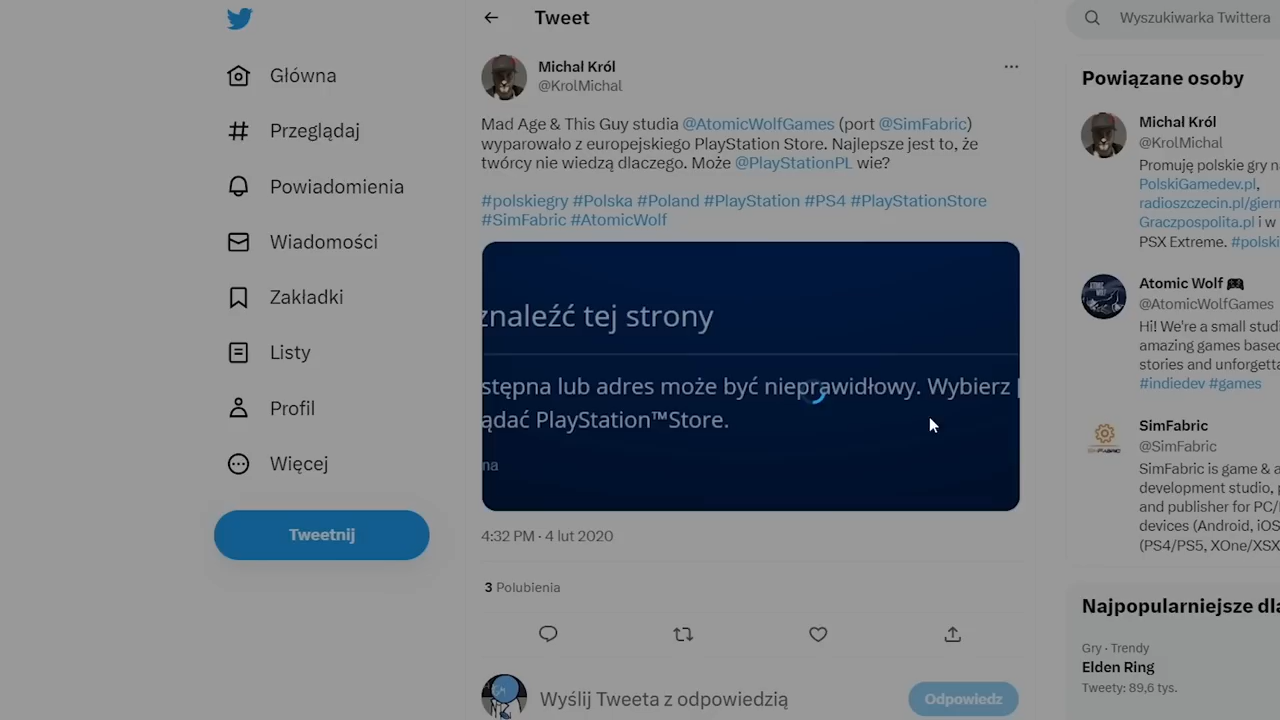 Główna
Przeglądaj
Powiadomienia
Wiadomości
Zakładki
Listy
Profil
Więcej
Tweetnij
Tweet
Michał Król
@KrolMichal
Mad Age & This Guy studia @AtomicWolfGames (port @SimFabric)
wyparowało z europejskiego PlayStation Store. Najlepsze jest to, że
twórcy nie wiedzą dlaczego. Może @PlayStationPL wie?
#polskiegry #Polska #Poland #PlayStation #PS4 #PlayStationStore
#SimFabric #AtomicWolf
znaleźć tej strony
stępna lub adres może być nieprawidłowy. Wybierz
ądać PlayStation™Store.
na
4:32 PM · 4 lut 2020
3 Polubienia
Wyślij Tweeta z odpowiedzią
Odpowiedz
Wyszukiwarka Twittera
Powiązane osoby
Michał Król
@KrolMichal
Promuję polskie gry n
PolskiGamedev.pl,
radioszczecin.pl/gierm
Graczpospolita.pl i w
PSX Extreme. #polski
Atomic Wolf 🎮
@AtomicWolfGames
Hi! We're a small studi
amazing games based
stories and unforgetta
#indiedev #games
SimFabric
@SimFabric
SimFabric is game & a
development studio, p
and publisher for PC/
devices (Android, iOS
(PS4/PS5, XOne/XSX
Najpopularniejsze dla
Gry · Trendy
Elden Ring
Tweety: 89,6 tys.